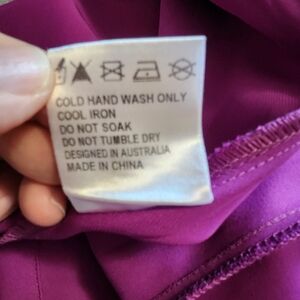 COLD HAND WASH ONLY
COOL IRON
DO NOT SOAK
DO NOT TUMBLE DRY
DESIGNED IN AUSTRALIA
MADE IN CHINA